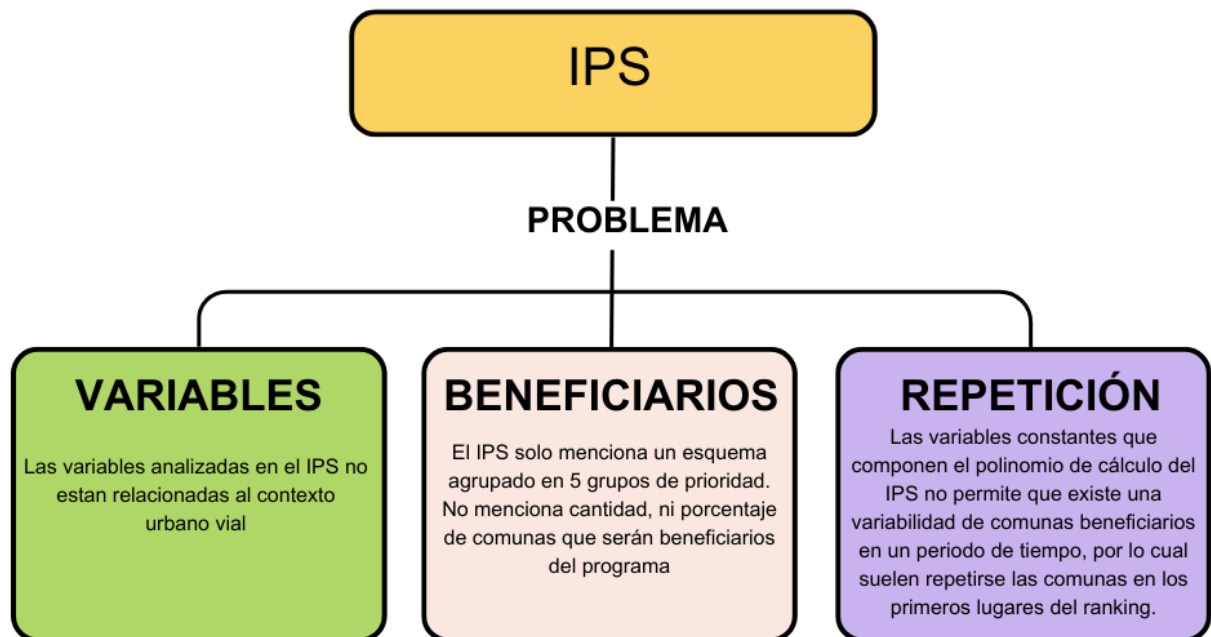 IPS
PROBLEMA
VARIABLES
Las variables analizadas en el IPS no
estan relacionadas al contexto
urbano vial
BENEFICIARIOS
El IPS solo menciona un esquema
agrupado en 5 grupos de prioridad.
No menciona cantidad, ni porcentaje
de comunas que serán beneficiarios
del programa
REPETICIÓN
Las variables constantes que
componen el polinomio de cálculo del
IPS no permite que existe una
variabilidad de comunas beneficiarios
en un periodo de tiempo, por lo cual
suelen repetirse las comunas en los
primeros lugares del ranking.